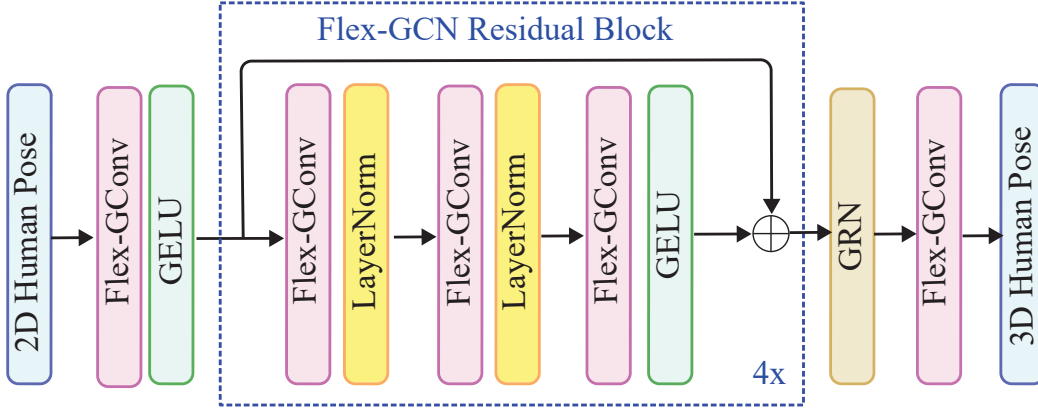 Flex-GCN Residual Block
2D Human Pose
Flex-GConv
GELU
Flex-GConv
LayerNorm
Flex-GConv
LayerNorm
Flex-GConv
GELU
GRN
Flex-GConv
3D Human Pose
4x